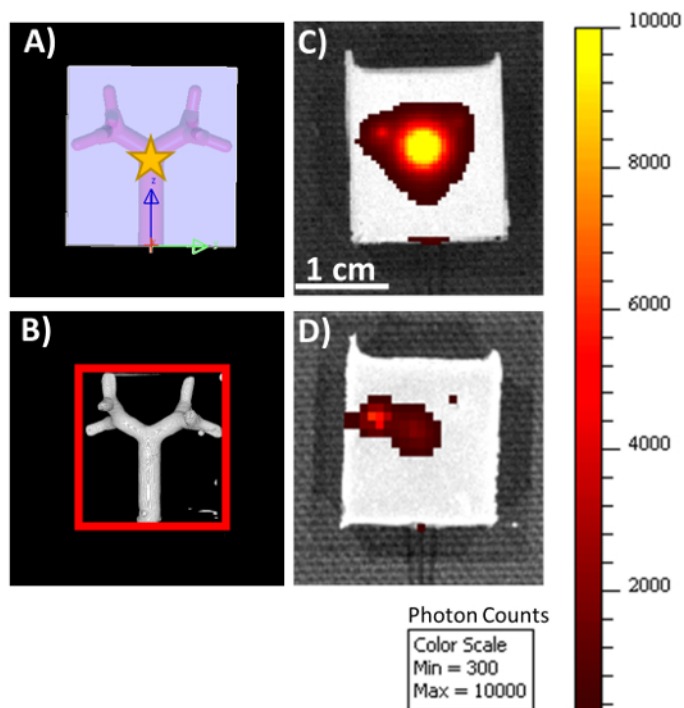 A)
z
C)
1 cm
B)
D)
10000
8000
6000
4000
2000
Photon Counts
Color Scale
Min = 300
Max = 10000